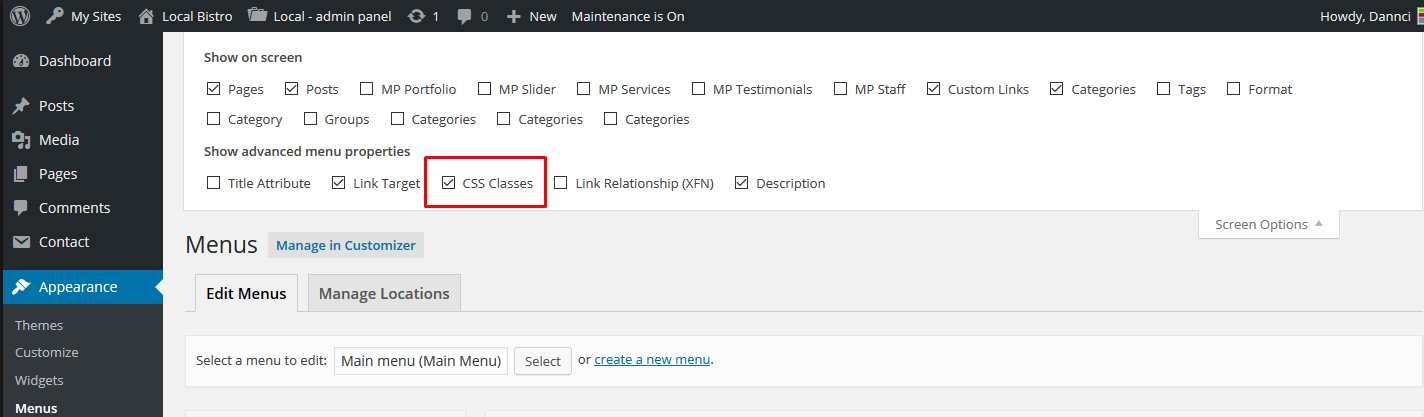 My Sites Local Bistro Local - admin panel 1 0 New Maintenance is On Howdy, Dannci
Dashboard
Posts
Media
Pages
Comments
Contact
Appearance
Themes
Customize
Widgets
Menus
Show on screen
Pages Posts MP Portfolio MP Slider MP Services MP Testimonials MP Staff Custom Links Categories Tags Format
Category Groups Categories Categories Categories
Show advanced menu properties
Title Attribute Link Target CSS Classes Link Relationship (XFN) Description
Screen Options
Menus Manage in Customizer
Edit Menus Manage Locations
Select a menu to edit: Main menu (Main Menu) Select or create a new menu.